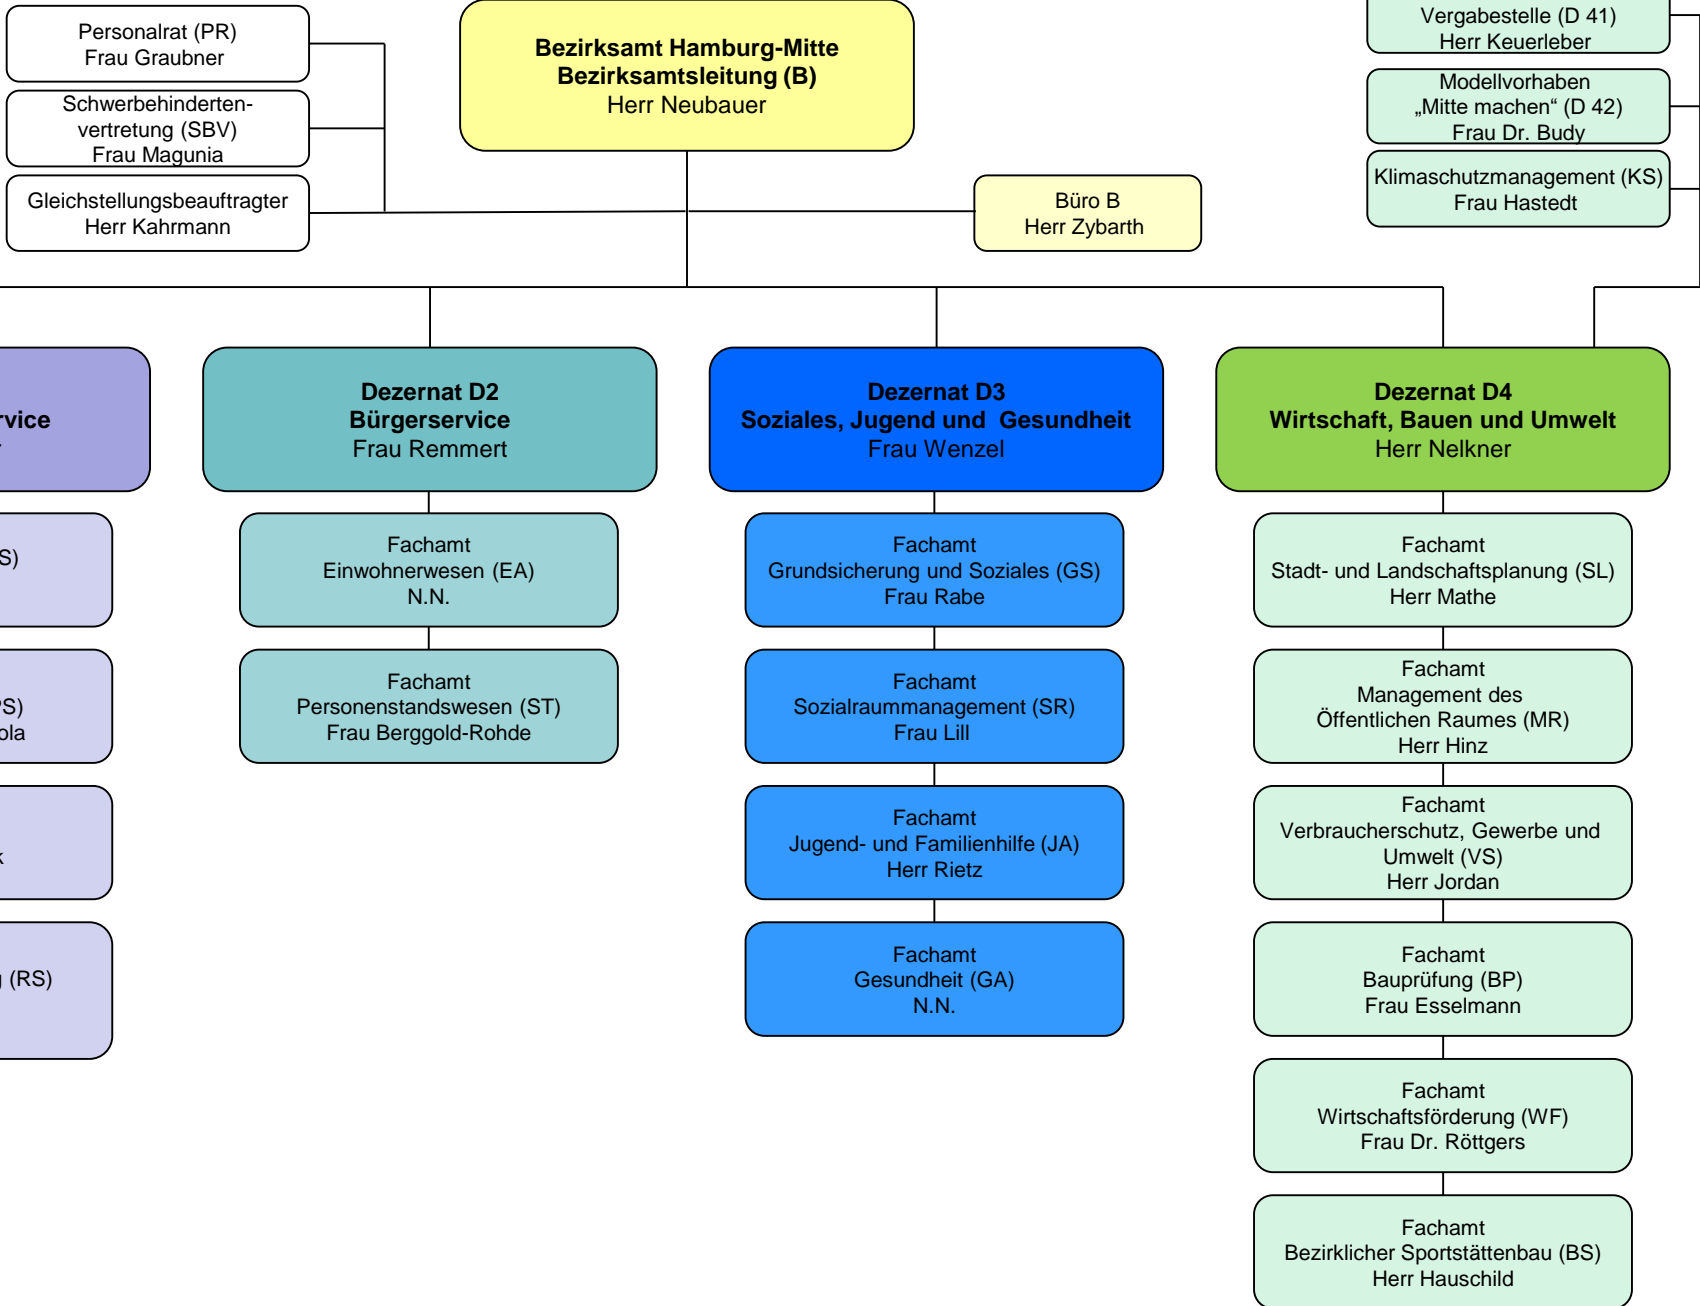 Personalrat (PR)
Frau Graubner
Schwerbehinderten-
vertretung (SBV)
Frau Magunia
Gleichstellungsbeauftragter
Herr Kahrmann
Bezirksamt Hamburg-Mitte
Bezirksamtsleitung (B)
Herr Neubauer
Büro B
Herr Zybarth
Vergabestelle (D 41)
Herr Keuerleber
Modellvorhaben
„Mitte machen“ (D 42)
Frau Dr. Budy
Klimaschutzmanagement (KS)
Frau Hastedt
(RS)
Dezernat D2
Bürgerservice
Frau Remmert
Fachamt
Einwohnerwesen (EA)
N.N.
Fachamt
Personenstandswesen (ST)
Frau Berggold-Rohde
Dezernat D3
Soziales, Jugend und  Gesundheit
Frau Wenzel
Fachamt
Grundsicherung und Soziales (GS)
Frau Rabe
Fachamt
Sozialraummanagement (SR)
Frau Lill
Fachamt
Jugend- und Familienhilfe (JA)
Herr Rietz
Fachamt
Gesundheit (GA)
N.N.
Dezernat D4
Wirtschaft, Bauen und Umwelt
Herr Nelkner
Fachamt
Stadt- und Landschaftsplanung (SL)
Herr Mathe
Fachamt
Management des
Öffentlichen Raumes (MR)
Herr Hinz
Fachamt
Verbraucherschutz, Gewerbe und
Umwelt (VS)
Herr Jordan
Fachamt
Bauprüfung (BP)
Frau Esselmann
Fachamt
Wirtschaftsförderung (WF)
Frau Dr. Röttgers
Fachamt
Bezirklicher Sportstättenbau (BS)
Herr Hauschild